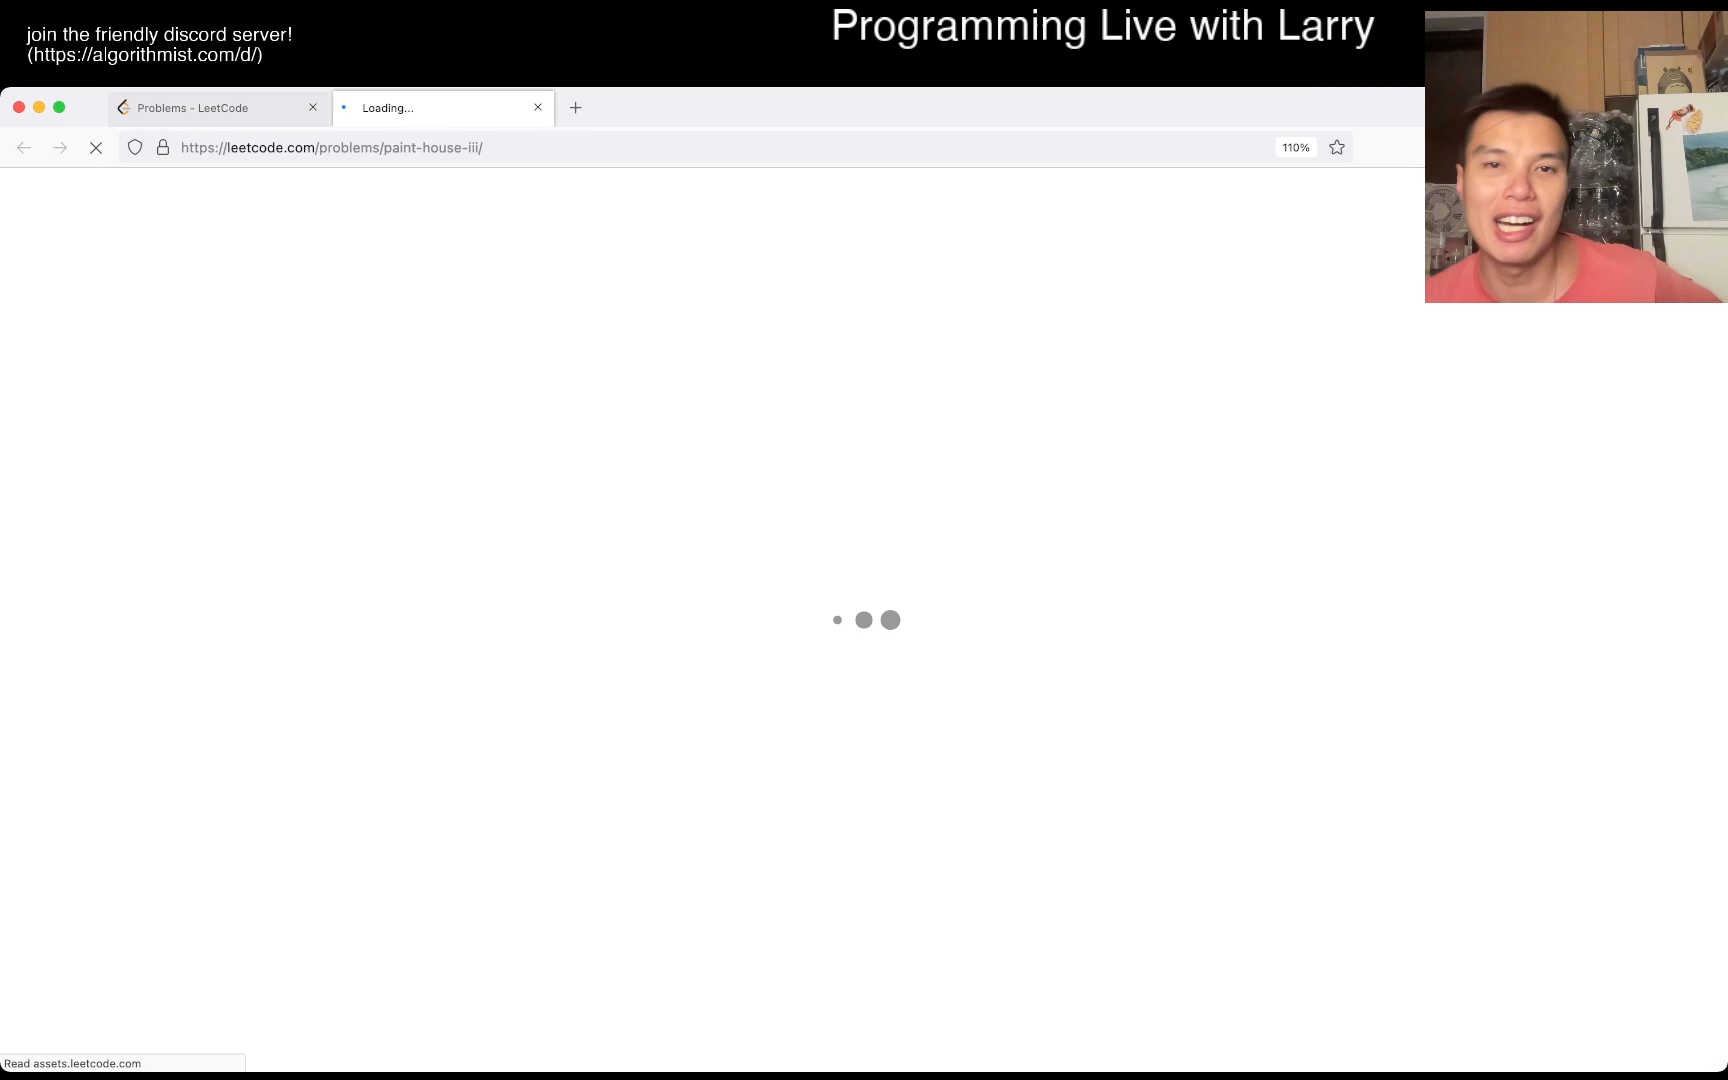 join the friendly discord server!
(https://algorithmist.com/d/)
Programming Live with Larry
Problems - LeetCode
Loading...
https://leetcode.com/problems/paint-house-iii/
110%
Read assets.leetcode.com